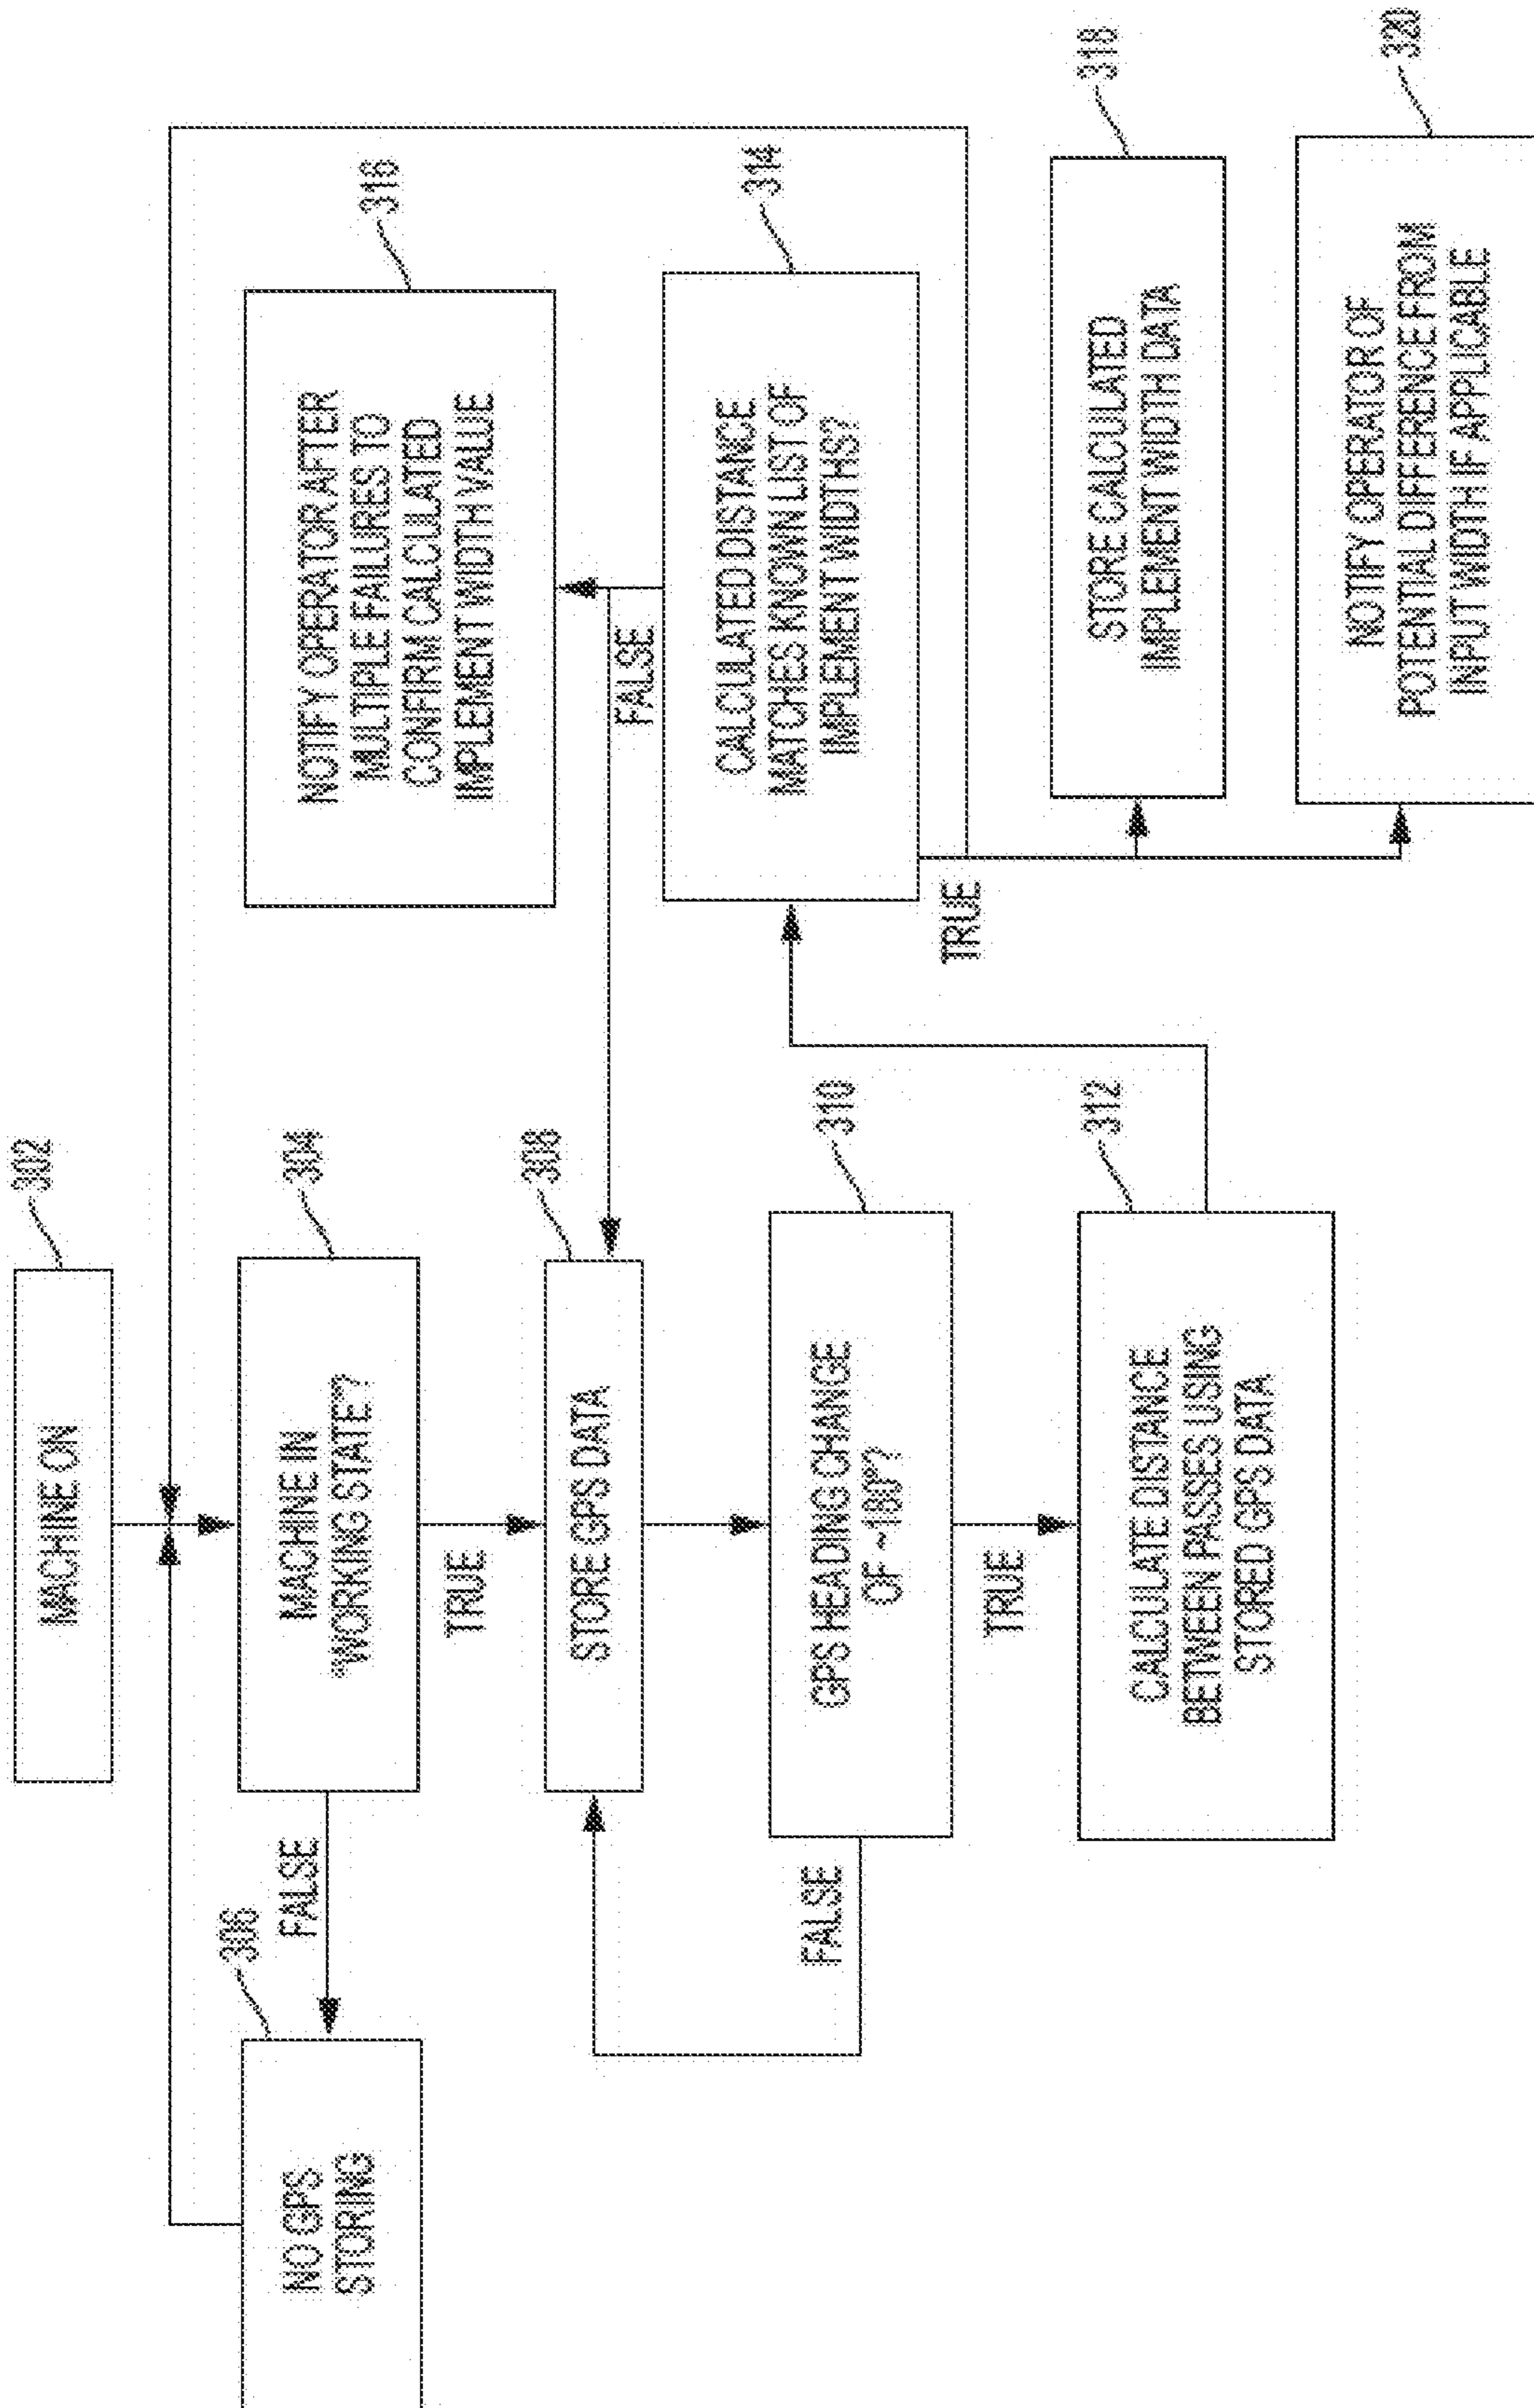 302
MACHINE ON
304
MACHINE IN
"WORKING STATE"?
FALSE
306
NO GPS
STORING
TRUE
308
STORE GPS DATA
310
GPS HEADING CHANGE
OF ~180°?
FALSE
TRUE
312
CALCULATE DISTANCE
BETWEEN PASSES USING
STORED GPS DATA
316
NOTIFY OPERATOR AFTER
MULTIPLE FAILURES TO
CONFIRM CALCULATED
IMPLEMENT WIDTH VALUE
FALSE
314
CALCULATED DISTANCE
MATCHES KNOWN LIST OF
IMPLEMENT WIDTHS?
TRUE
318
STORE CALCULATED
IMPLEMENT WIDTH DATA
320
NOTIFY OPERATOR OF
POTENTIAL DIFFERENCE FROM
INPUT WIDTH IF APPLICABLE